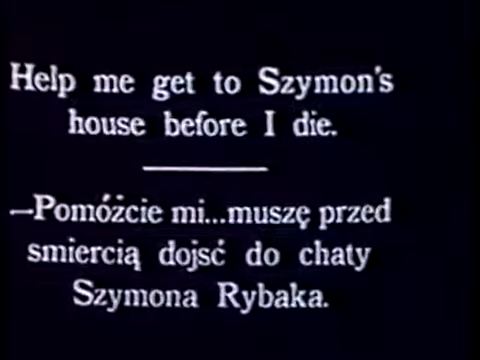 Help me get to Szymon's
house before I die.
—Pomóżcie mi...muszę przed
smiercią dojsć do chaty
Szymona Rybaka.